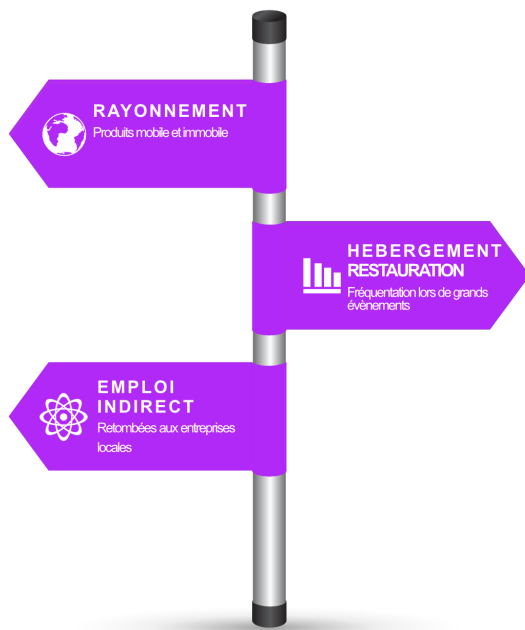 RAYONNEMENT
Produits mobile et immobile
HEBERGEMENT
RESTAURATION
Fréquentation lors de grands
évènements
EMPLOI
INDIRECT
Retombées aux entreprises
locales